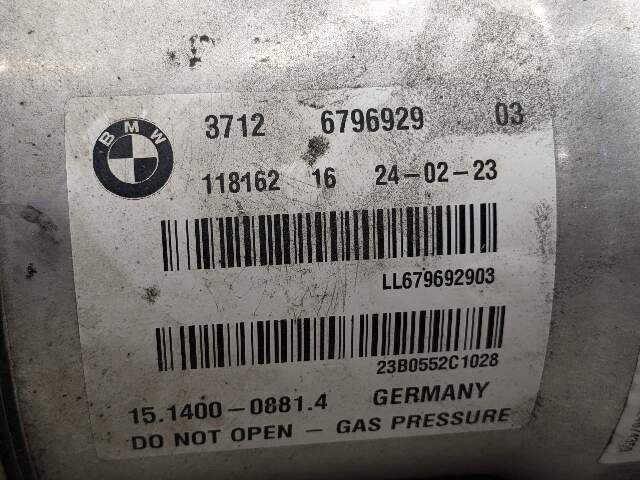 BMW
3712 6796929 03
118162 16 24-02-23
LL679692903
23B0552C1028
15.1400-0881.4 GERMANY
DO NOT OPEN - GAS PRESSURE